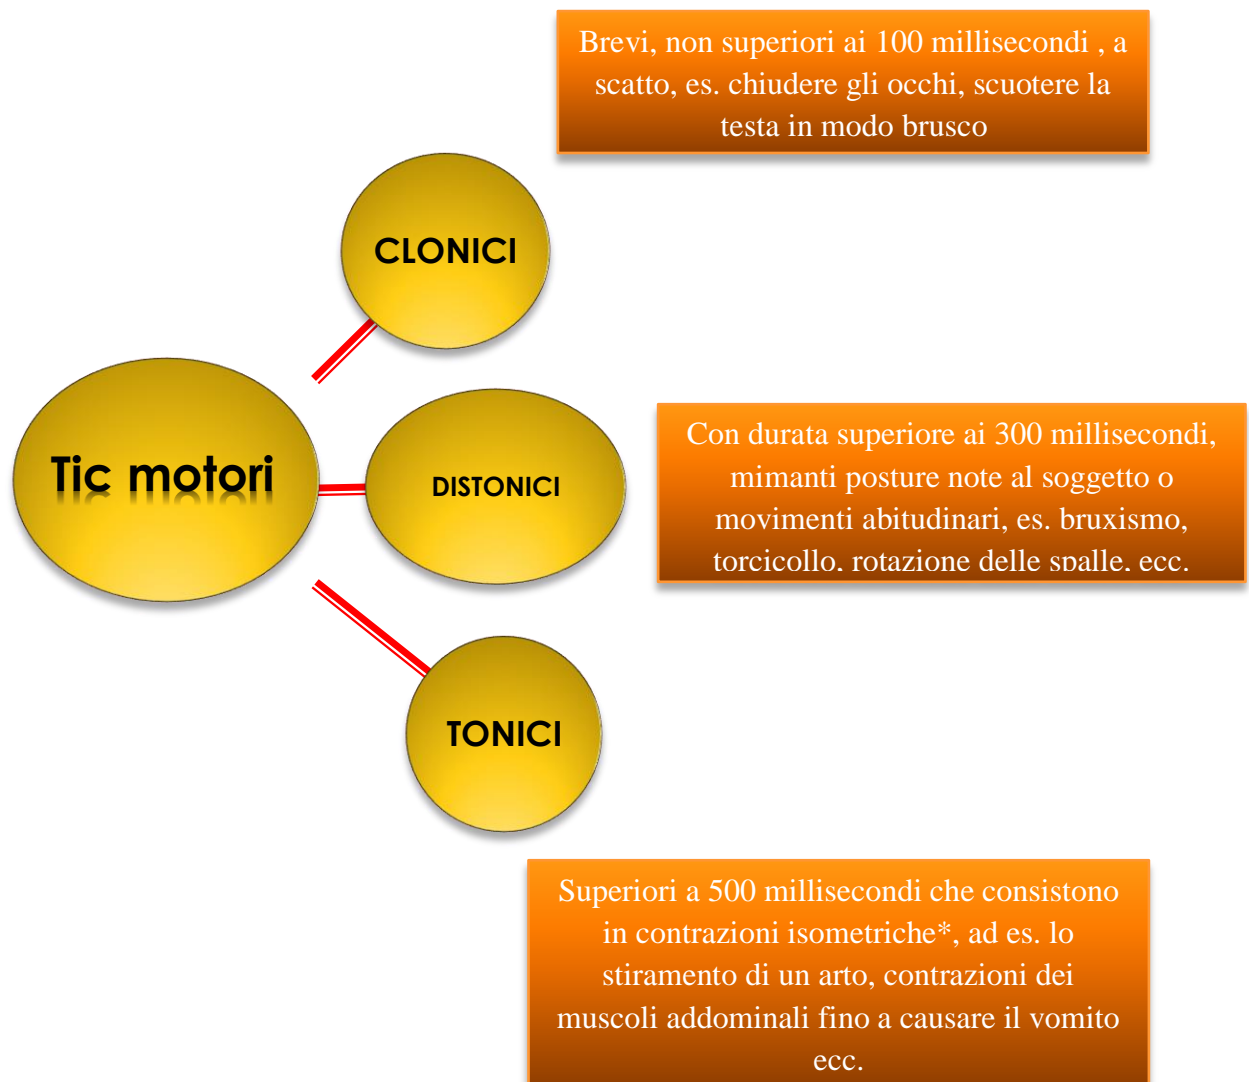 Brevi, non superiori ai 100 millisecondi , a
scatto, es. chiudere gli occhi, scuotere la
testa in modo brusco
CLONICI
Tic motori
DISTONICI
Con durata superiore ai 300 millisecondi,
mimanti posture note al soggetto o
movimenti abitudinari, es. bruxismo,
torcicollo, rotazione delle spalle, ecc.
TONICI
Superiori a 500 millisecondi che consistono
in contrazioni isometriche*, ad es. lo
stiramento di un arto, contrazioni dei
muscoli addominali fino a causare il vomito
ecc.